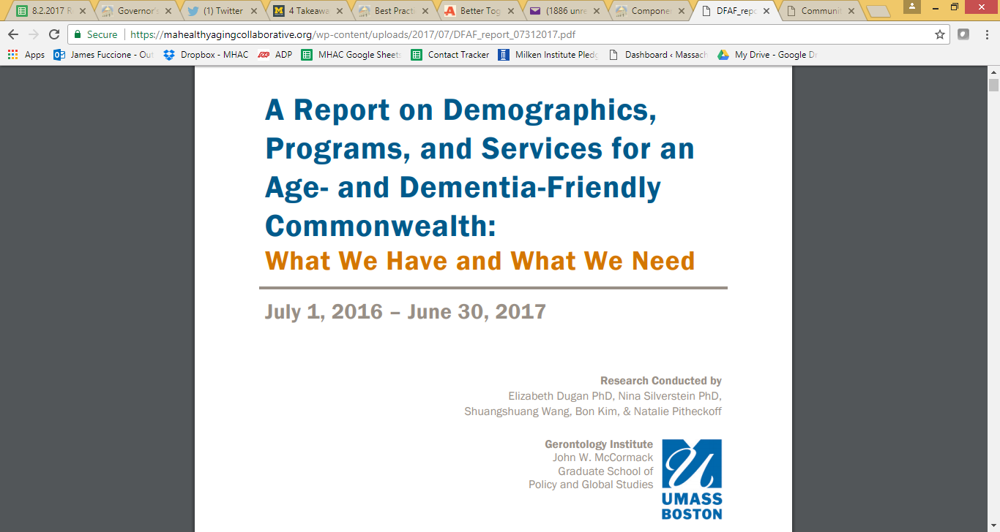 8.2.2017 R
Governor's
(1) Twitter
4 Takeawa
Best Practi
Better Tog
(1886 unre
Compone
DFAF_repo
Communit
Secure
https://mahealthyagingcollaborative.org/wp-content/uploads/2017/07/DFAF_report_07312017.pdf
Apps
James Fuccione - Out
Dropbox - MHAC
ADP
MHAC Google Sheets
Contact Tracker
Milken Institute Pledg
Dashboard ‹ Massach
My Drive - Google Dr
A Report on Demographics,
Programs, and Services for an
Age- and Dementia-Friendly
Commonwealth:
What We Have and What We Need
July 1, 2016 – June 30, 2017
Research Conducted by
Elizabeth Dugan PhD, Nina Silverstein PhD,
Shuangshuang Wang, Bon Kim, & Natalie Pitheckoff
Gerontology Institute
John W. McCormack
Graduate School of
Policy and Global Studies
UMASS
BOSTON